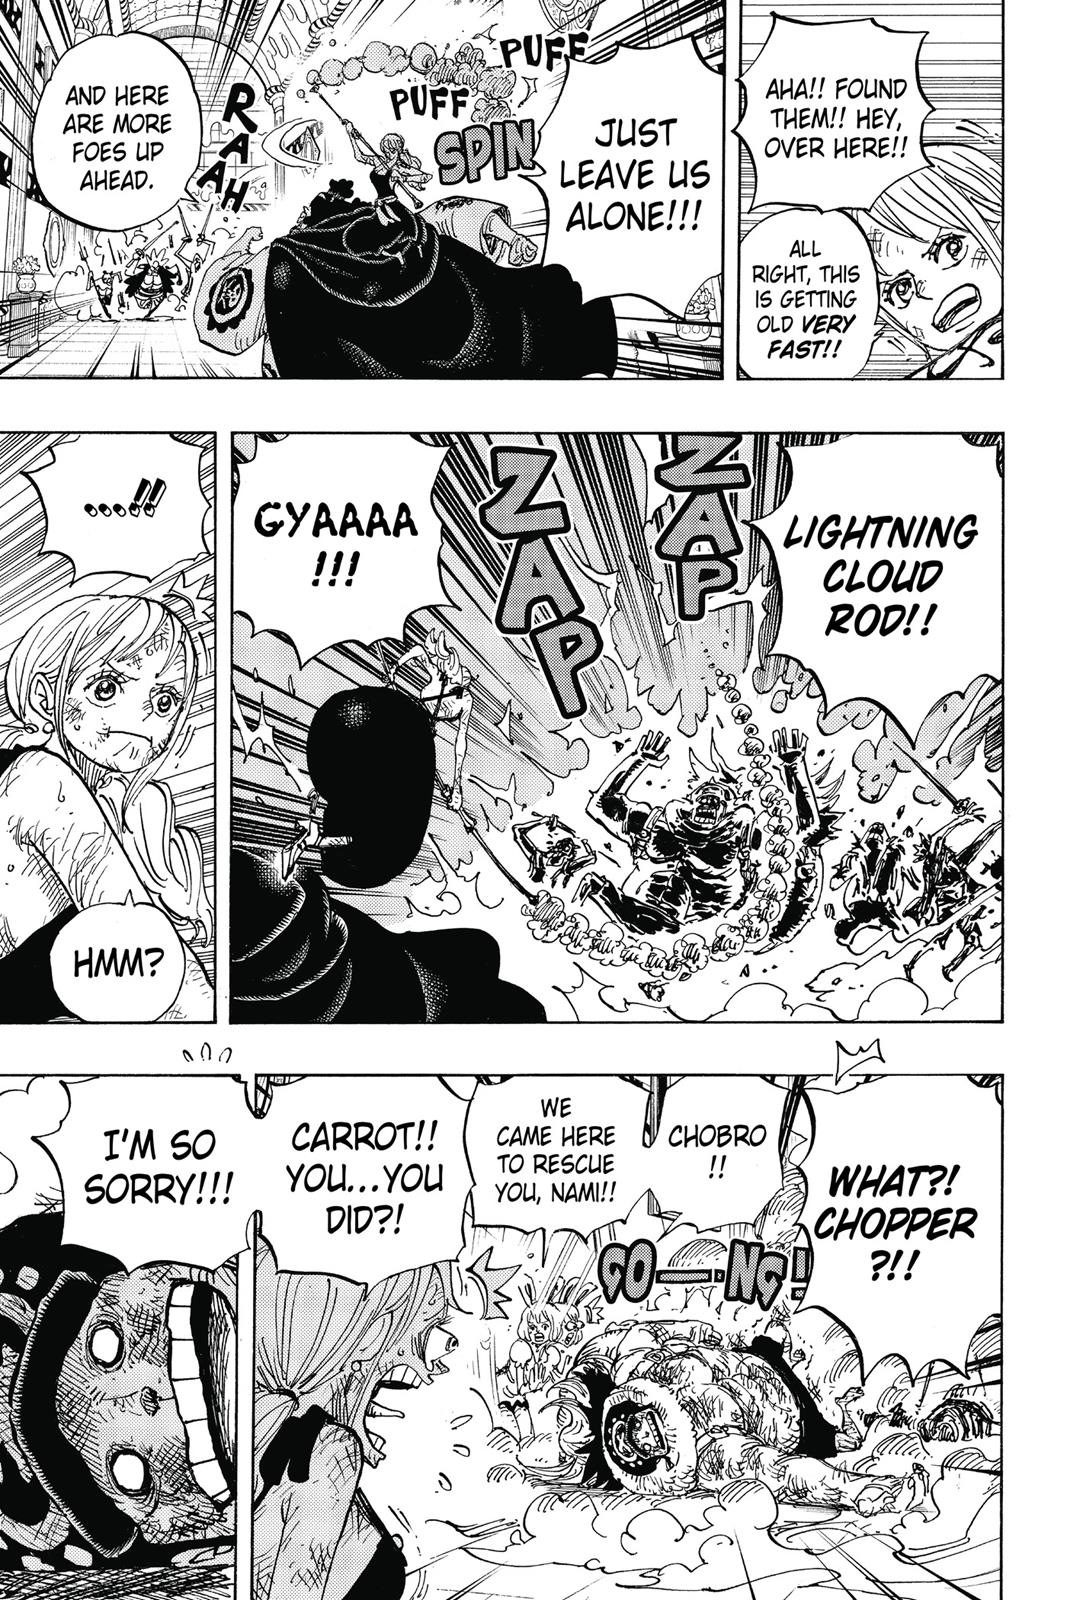 AHA!! FOUND
THEM!! HEY,
OVER HERE!!
ALL
RIGHT, THIS
IS GETTING
OLD VERY
FAST!!
JUST
LEAVE US
ALONE!!!
PUFF
PUFF
SPIN
RAAH
AND HERE
ARE MORE
FOES UP
AHEAD.
LIGHTNING
CLOUD
ROD!!
ZAP
ZAP
GYAAAA
!!!
...!!
HMM?
WHAT?!
CHOPPER
?!!
CHOBRO
!!
WE
CAME HERE
TO RESCUE
YOU, NAMI!!
GO—NG!
CARROT!!
YOU...YOU
DID?!
I'M SO
SORRY!!!